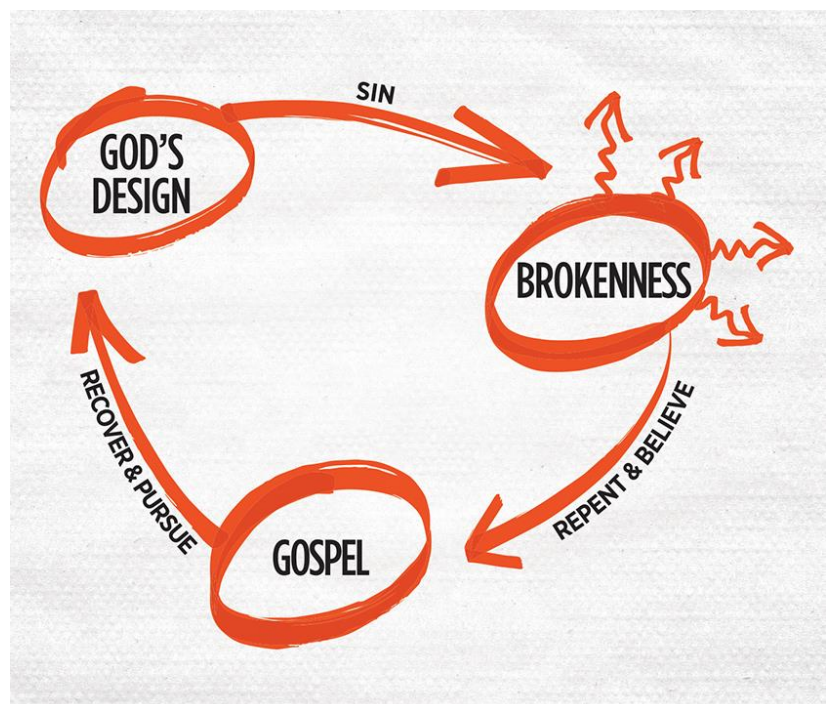 SIN
GOD'S
DESIGN
BROKENNESS
REPENT & BELIEVE
GOSPEL
RECOVER & PURSUE